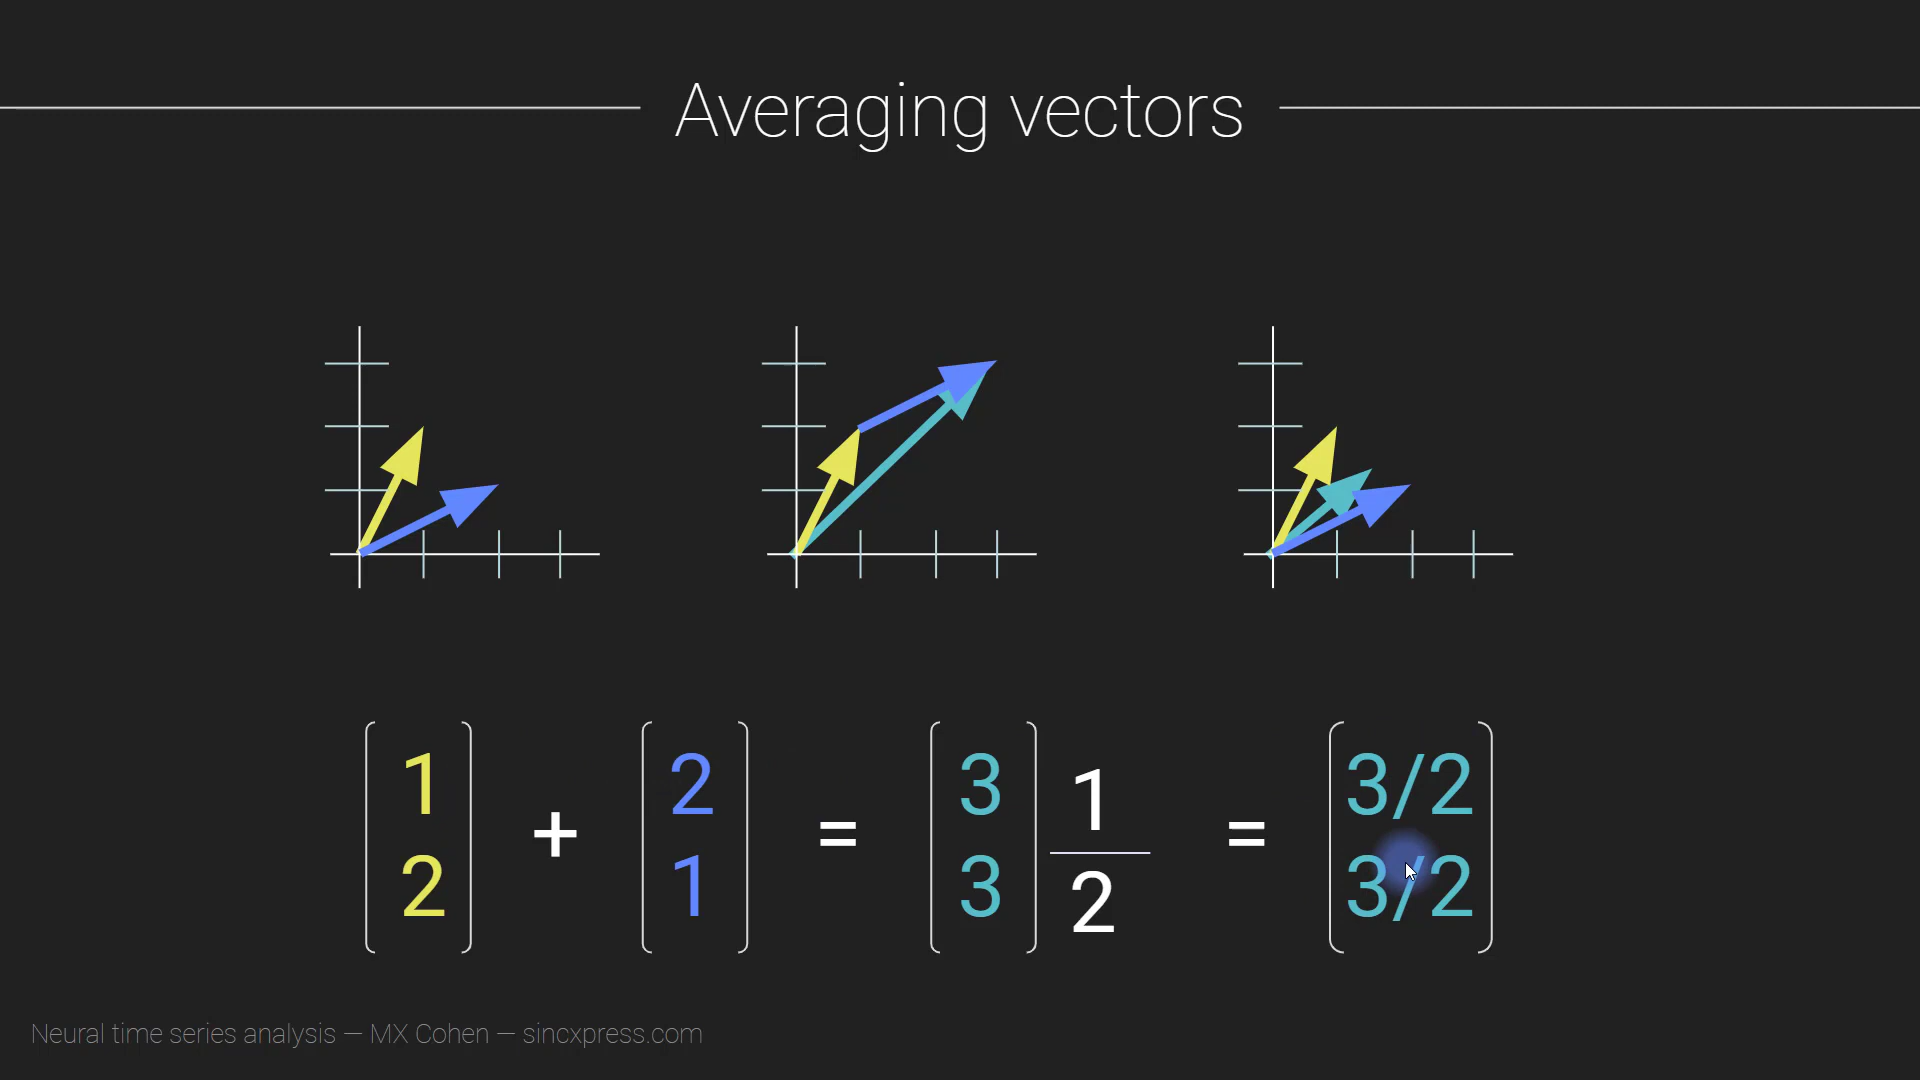 Averaging vectors
1 2 3 1 3/2
+ = =
2 1 3 2 3/2
Neural time series analysis — MX Cohen — sincxpress.com